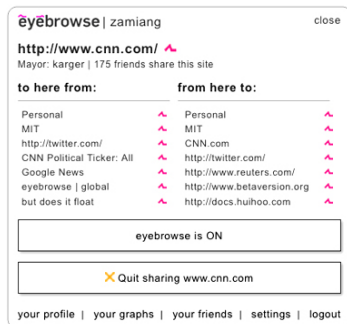 eyebrowse | zamiang
close
http://www.cnn.com/
Mayor: karger | 175 friends share this site
to here from:
Personal
MIT
http://twitter.com/
CNN Political Ticker: All
Google News
eyebrowse | global
but does it float
from here to:
Personal
MIT
CNN.com
http://twitter.com/
http://www.reuters.com/
http://www.betaversion.org
http://docs.huihoo.com
eyebrowse is ON
Quit sharing www.cnn.com
your profile | your graphs | your friends | settings | logout